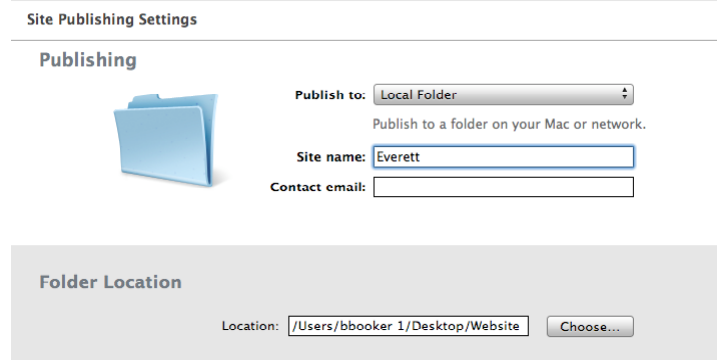 Site Publishing Settings
Publishing
Publish to: Local Folder
Publish to a folder on your Mac or network.
Site name: Everett
Contact email:
Folder Location
Location: /Users/bbooker 1/Desktop/Website Choose...